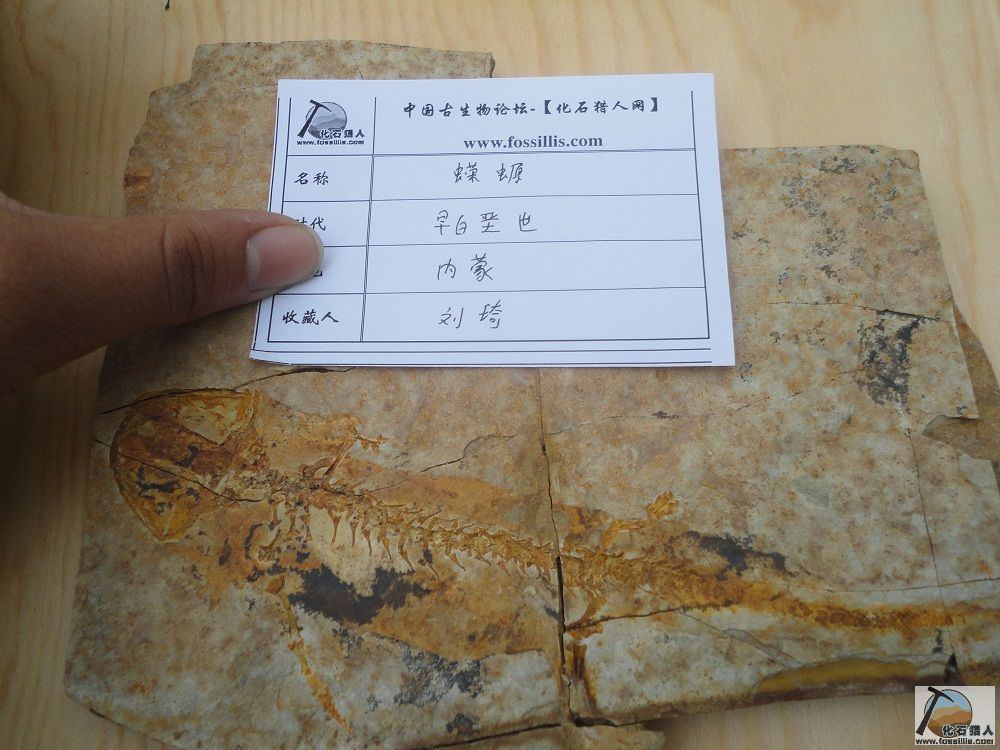 化石猎人
www.fossillis.com
中国古生物论坛-【化石猎人网】
www.fossillis.com
名称 蝾螈
代 早白垩世
内蒙
收藏人 刘琦
化石猎人
www.fossillis.com